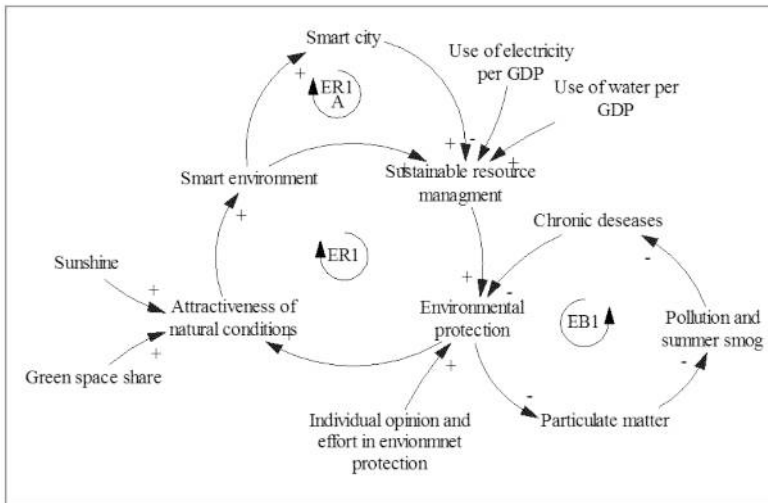 Smart city
Use of electricity
per GDP
Use of water per
GDP
+
ER1
A
+
-
+
+
Smart environment
Sustainable resource
managment
+
Chronic deseases
-
ER1
Sunshine
+
+
-
Attractiveness of
natural conditions
+
Environmental
protection
EB1
Pollution and
summer smog
+
+
-
Green space share
-
Individual opinion and
effort in envionmnet
protection
Particulate matter